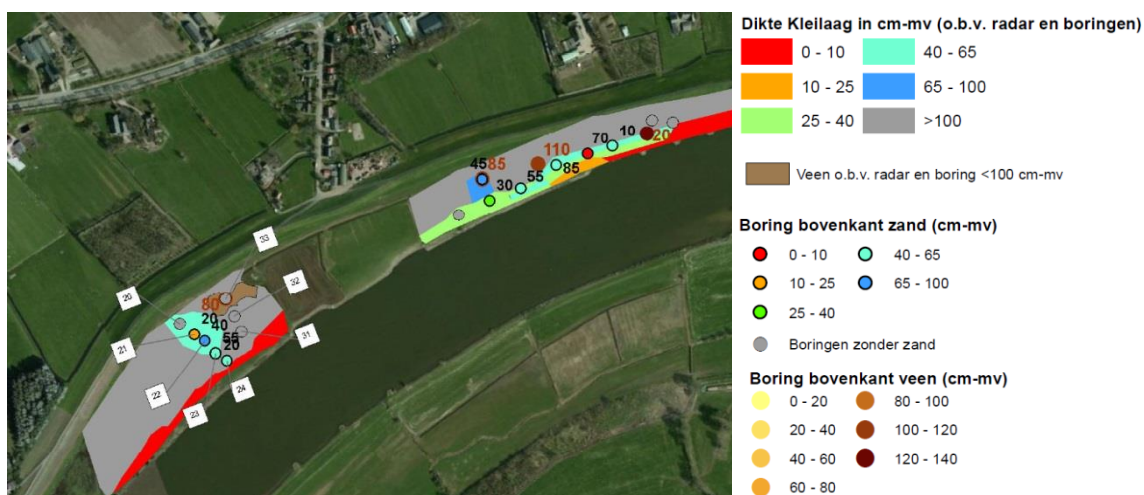 Dikte Kleilaag in cm-mv (o.b.v. radar en boringen)
0 - 10
40 - 65
10 - 25
65 - 100
25 - 40
>100
Veen o.b.v. radar en boring <100 cm-mv
Boring bovenkant zand (cm-mv)
0 - 10
40 - 65
10 - 25
65 - 100
25 - 40
Boringen zonder zand
Boring bovenkant veen (cm-mv)
0 - 20
80 - 100
20 - 40
100 - 120
40 - 60
120 - 140
60 - 80
10
20
70
110
85
45
85
55
30
33
32
20
80
20
40
55
20
31
21
22
23
24